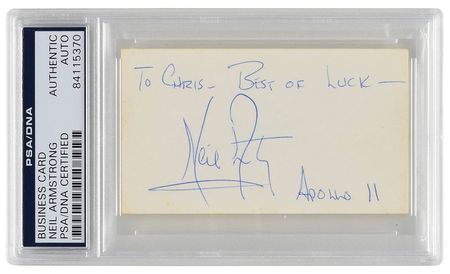 PSA/DNA
AUTHENTIC
AUTO
84115370
BUSINESS CARD
NEIL ARMSTRONG
PSA/DNA CERTIFIED
TO CHRIS— BEST OF LUCK—
Neil
APOLLO 11